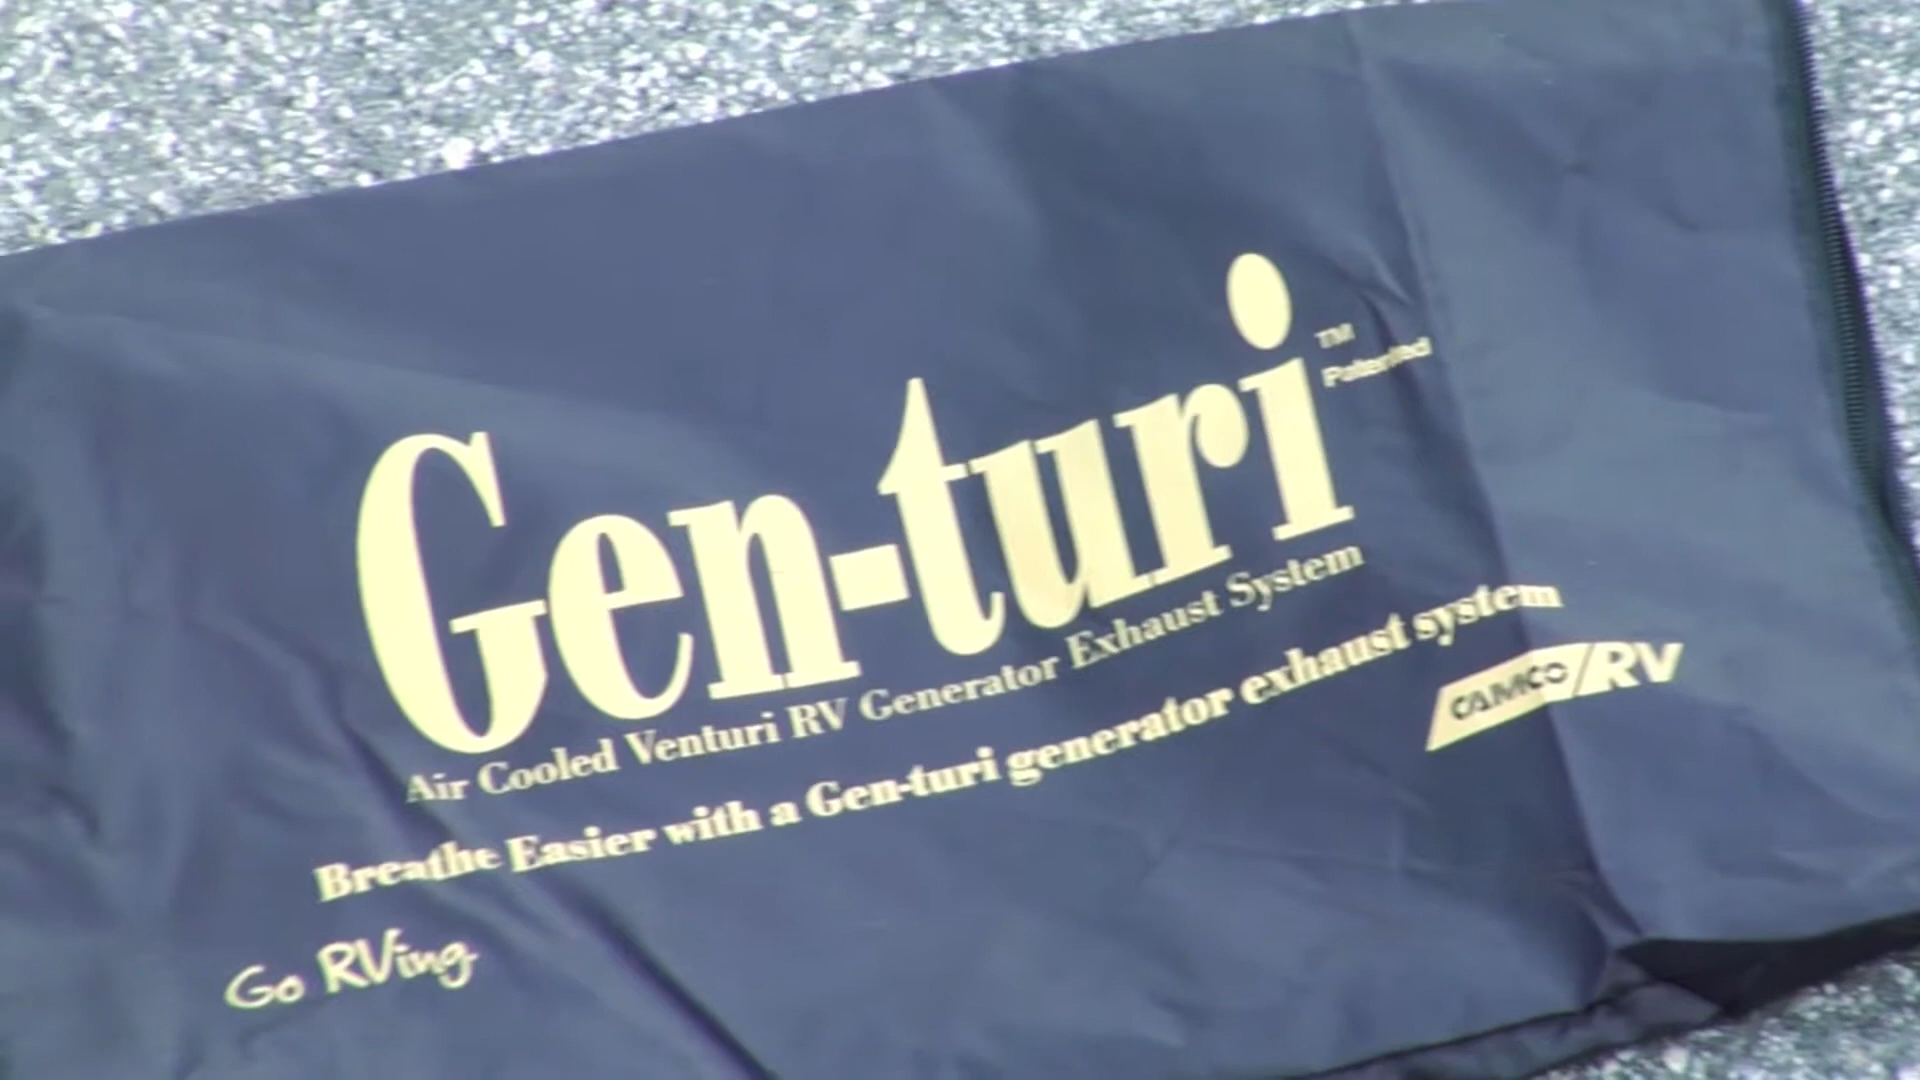 Gen-turi
TM
Patented
Air Cooled Venturi RV Generator Exhaust System
Breathe Easier with a Gen-turi generator exhaust system
CAMCO/RV
Go RVing